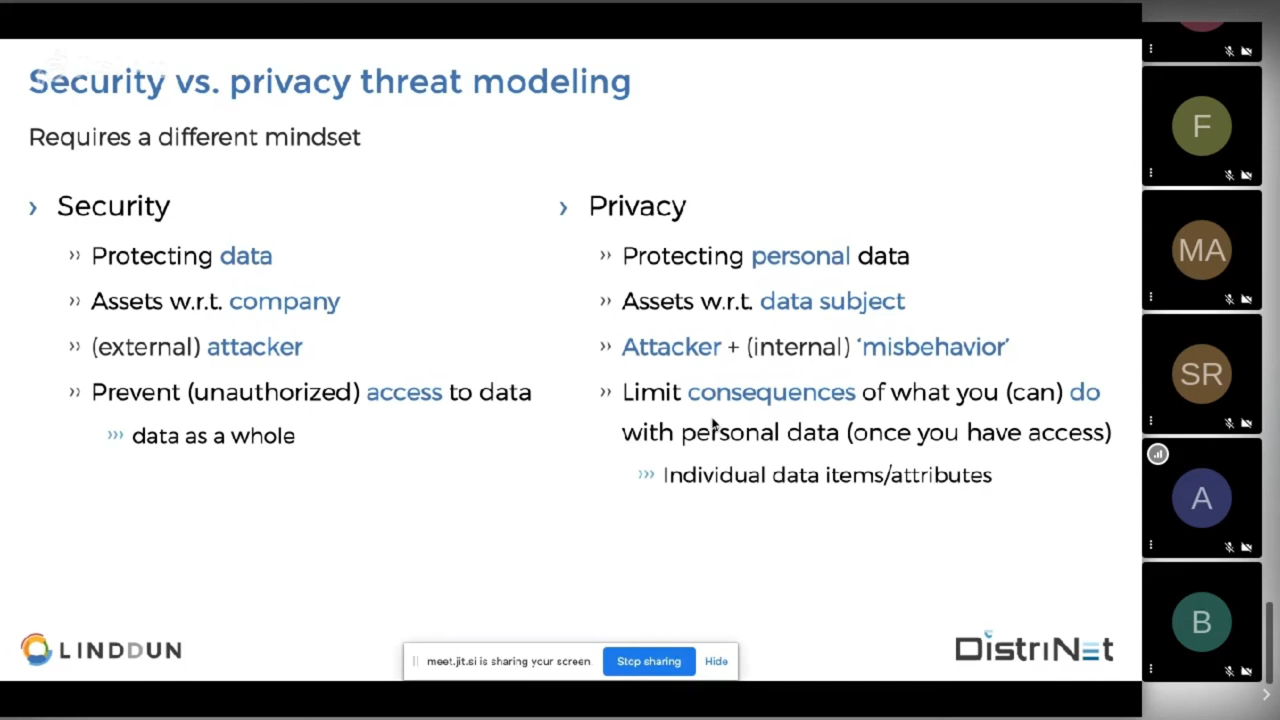 Security vs. privacy threat modeling
Requires a different mindset
› Security
›› Protecting data
›› Assets w.r.t. company
›› (external) attacker
›› Prevent (unauthorized) access to data
››› data as a whole
› Privacy
›› Protecting personal data
›› Assets w.r.t. data subject
›› Attacker + (internal) ‘misbehavior’
›› Limit consequences of what you (can) do
with personal data (once you have access)
››› Individual data items/attributes
LINDDUN
meet.jit.si is sharing your screen.
Stop sharing
Hide
DistriNet
F
MA
SR
A
B